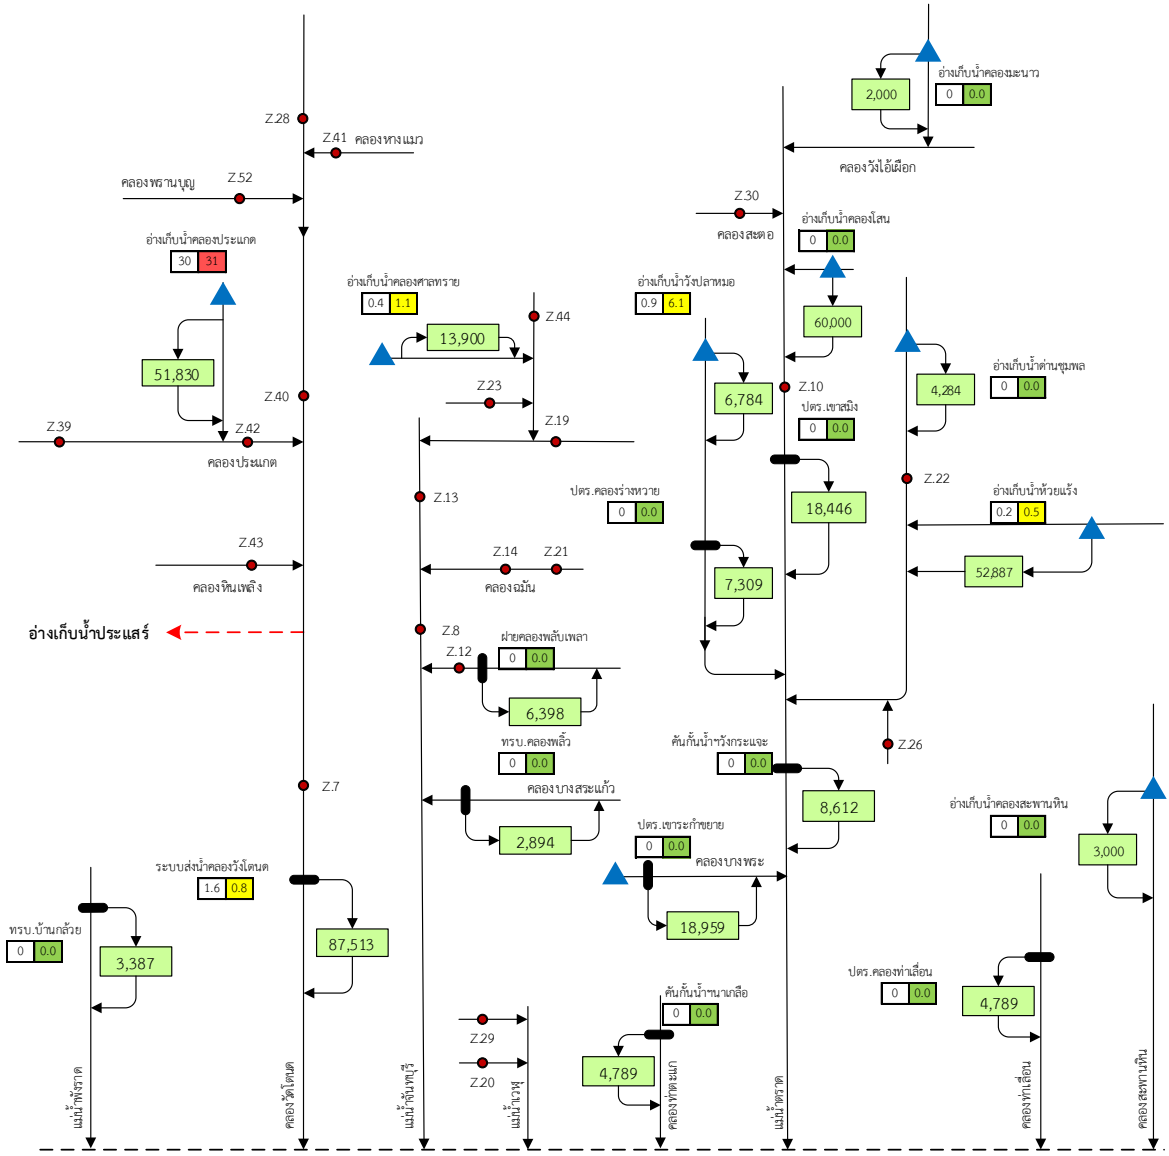 อ่างเก็บน้ำคลองมะนาว
0 0.0
2,000
Z.28
Z.41 คลองหางแมว
คลองวังไอ้เผือก
คลองพรานบุญ
Z.52
Z.30
คลองสะตอ
อ่างเก็บน้ำคลองโสน
0 0.0
อ่างเก็บน้ำคลองประแกด
30 31
อ่างเก็บน้ำคลองศาลทราย
0.4 1.1
อ่างเก็บน้ำวังปลาหมอ
0.9 6.1
Z.44
13,900
60,000
51,830
อ่างเก็บน้ำด่านชุมพล
0 0.0
4,284
6,784
Z.10
Z.23
Z.40
ปตร.เขาสมิง
0 0.0
Z.39
Z.42
Z.19
คลองประแกต
Z.13
Z.22
ปตร.คลองร่างหวาย
0 0.0
อ่างเก็บน้ำห้วยแร้ง
0.2 0.5
18,446
Z.43
Z.14
Z.21
คลองหินเพลิง
คลองฉมัน
7,309
52,887
อ่างเก็บน้ำประแสร์
Z.8
ฝายคลองพลับเพลา
Z.12
0 0.0
6,398
ทรบ.คลองพลิ้ว
0 0.0
คันกั้นน้ำฯวังกระแจะ
0 0.0
Z.26
Z.7
คลองบางสระแก้ว
8,612
อ่างเก็บน้ำคลองสะพานหิน
0 0.0
2,894
ปตร.เขาระกำขยาย
0 0.0
คลองบางพระ
3,000
ระบบส่งน้ำคลองวังโตนด
1.6 0.8
ทรบ.บ้านกล้วย
0 0.0
3,387
87,513
18,959
ปตร.คลองท่าเลื่อน
0 0.0
4,789
คันกั้นน้ำฯนาเกลือ
0 0.0
Z.29
Z.20
4,789
แม่น้ำพังราด
คลองวังโตนด
แม่น้ำจันทบุรี
แม่น้ำเวฬุ
คลองท่าตะแก
แม่น้ำตราด
คลองท่าเลื่อน
คลองสะพานหิน